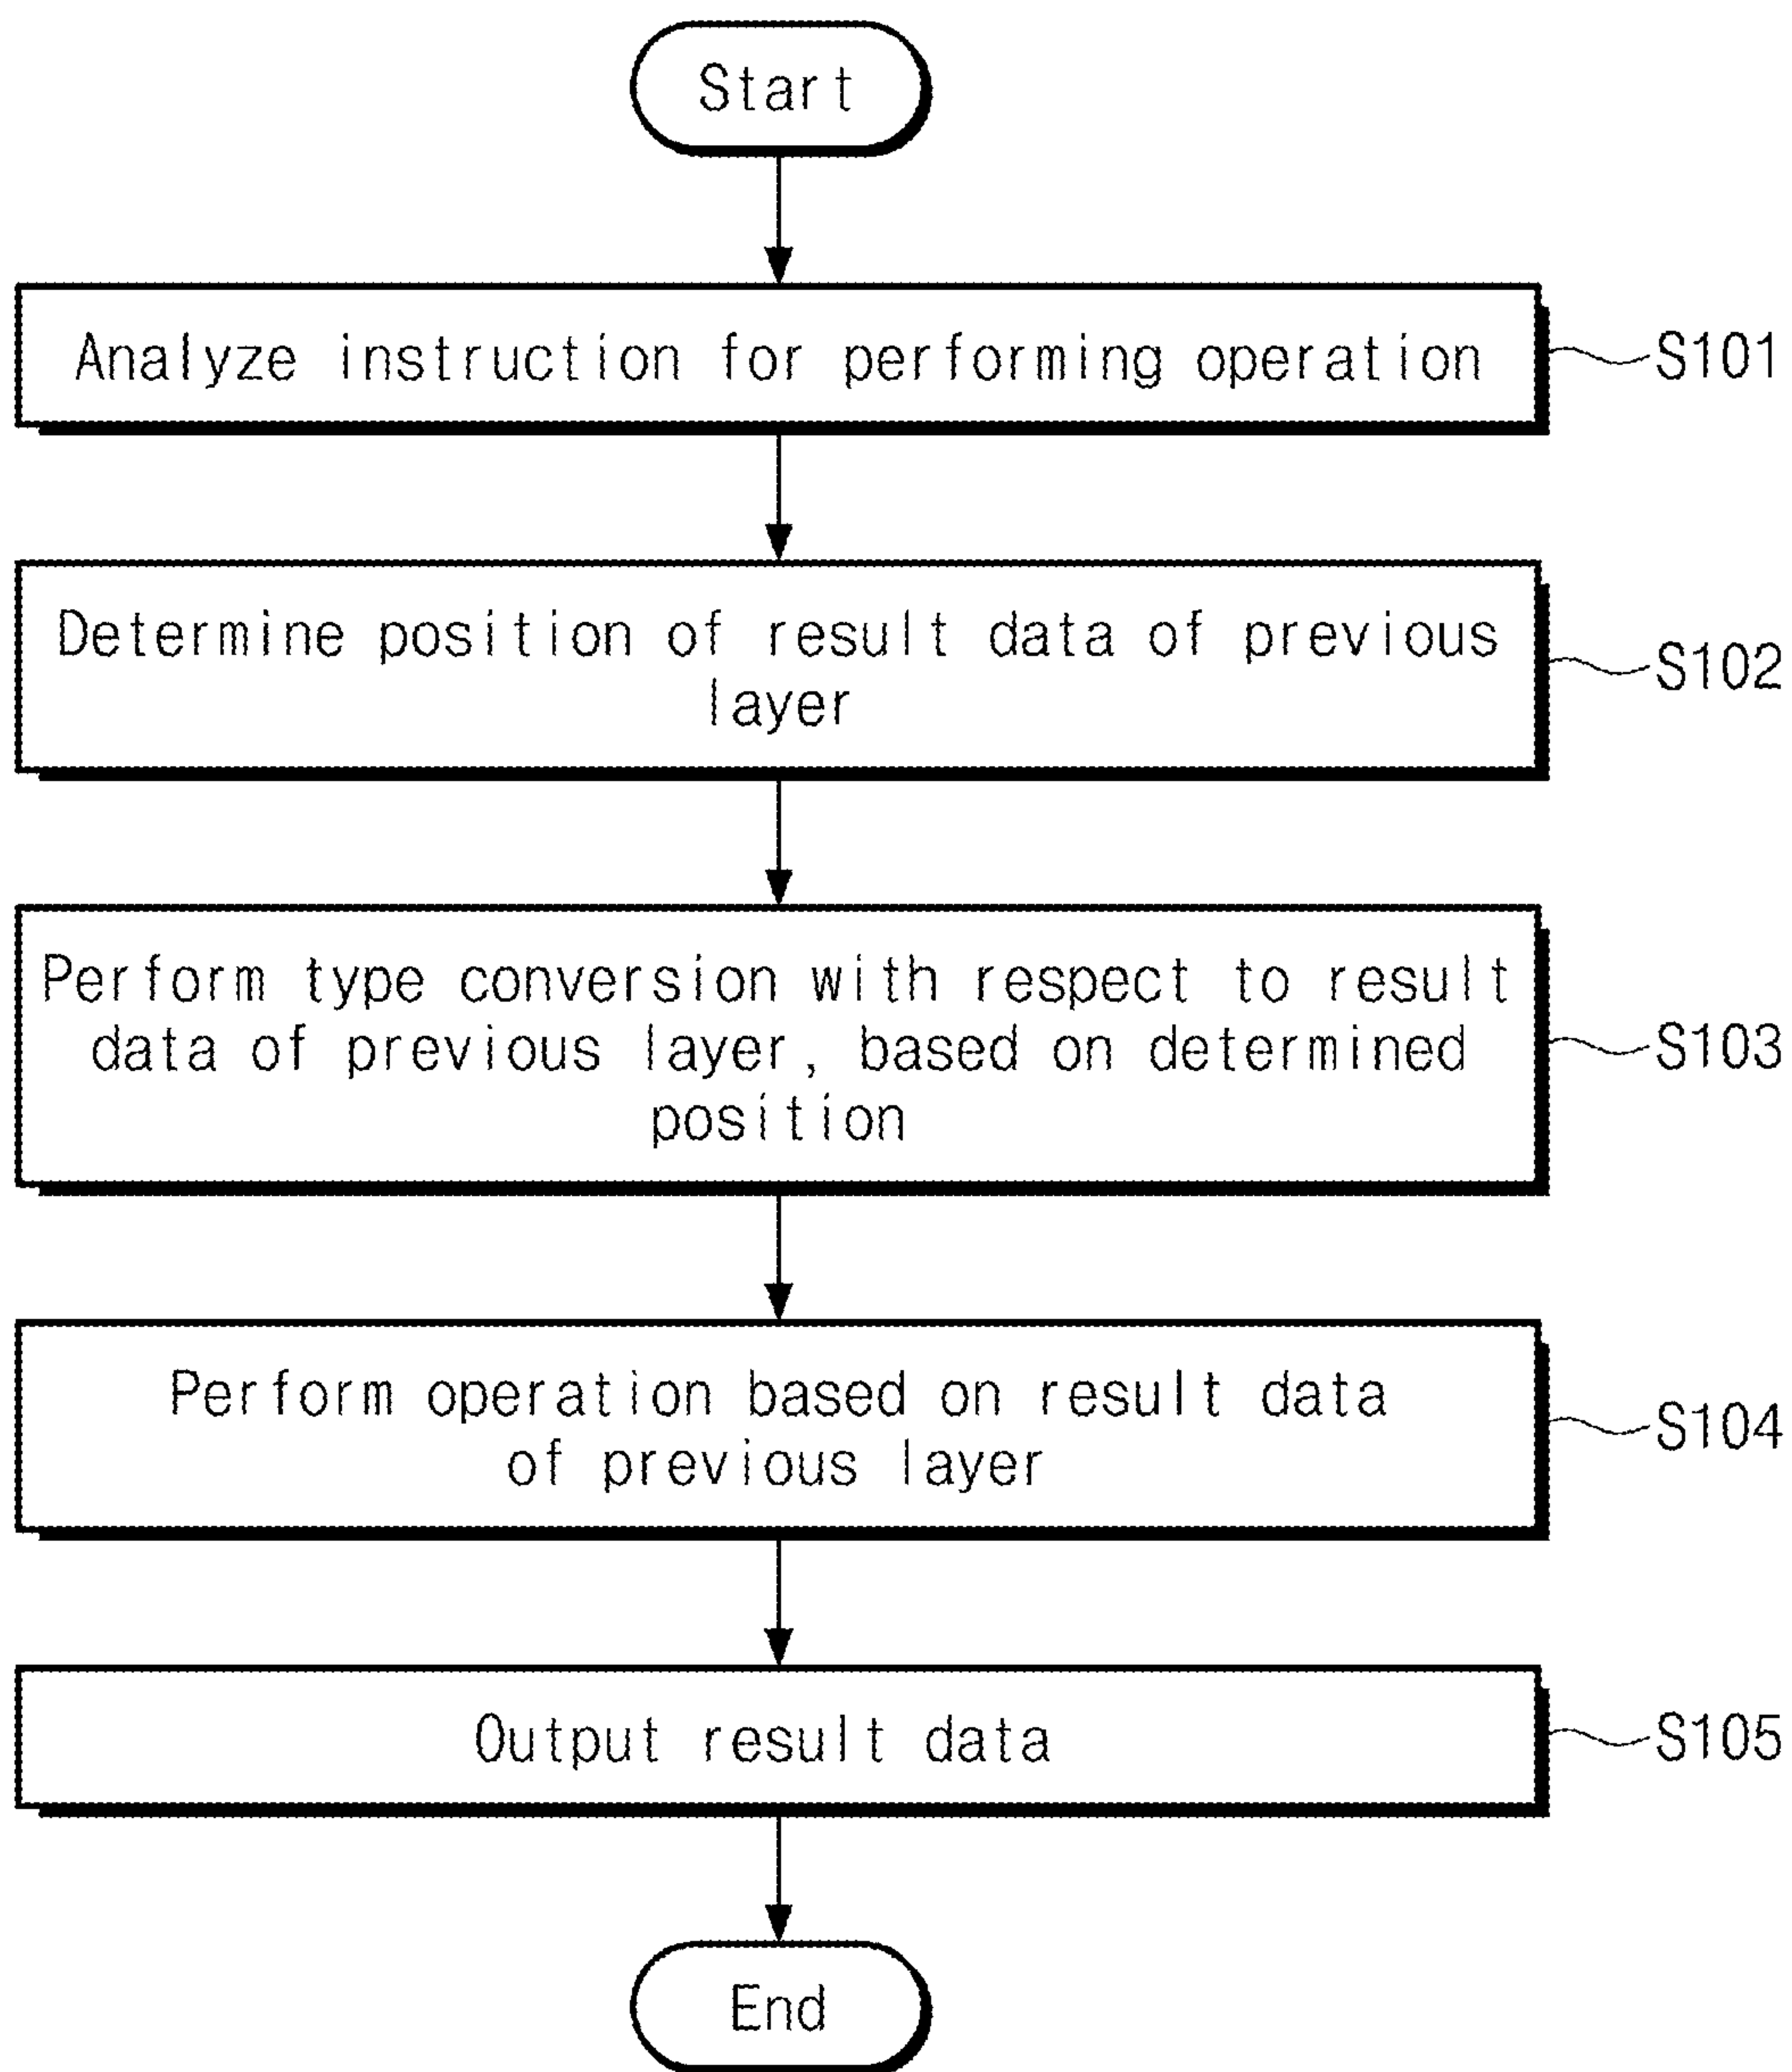 Start
Analyze instruction for performing operation
S101
Determine position of result data of previous
layer
S102
Perform type conversion with respect to result
data of previous layer, based on determined
position
S103
Perform operation based on result data
of previous layer
S104
Output result data
S105
End